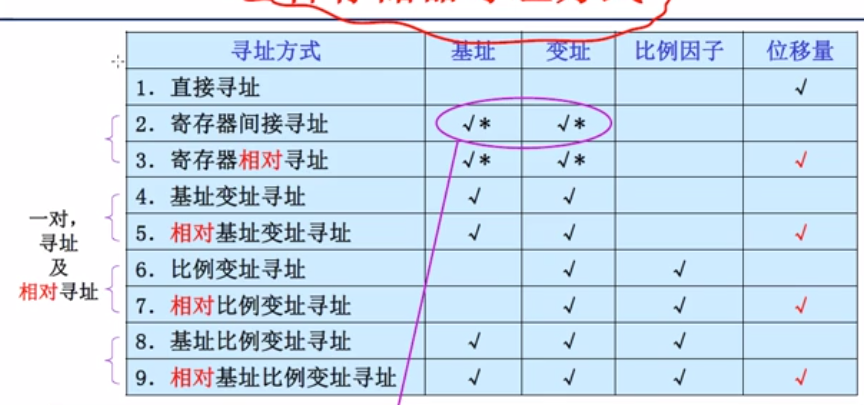 寻址方式 基址 变址 比例因子 位移量
1. 直接寻址 √
2. 寄存器间接寻址 √* √*
3. 寄存器相对寻址 √* √* √
4. 基址变址寻址 √ √
5. 相对基址变址寻址 √ √ √
6. 比例变址寻址 √ √
7. 相对比例变址寻址 √ √ √
8. 基址比例变址寻址 √ √ √
9. 相对基址比例变址寻址 √ √ √ √
一对,
寻址
及
相对寻址